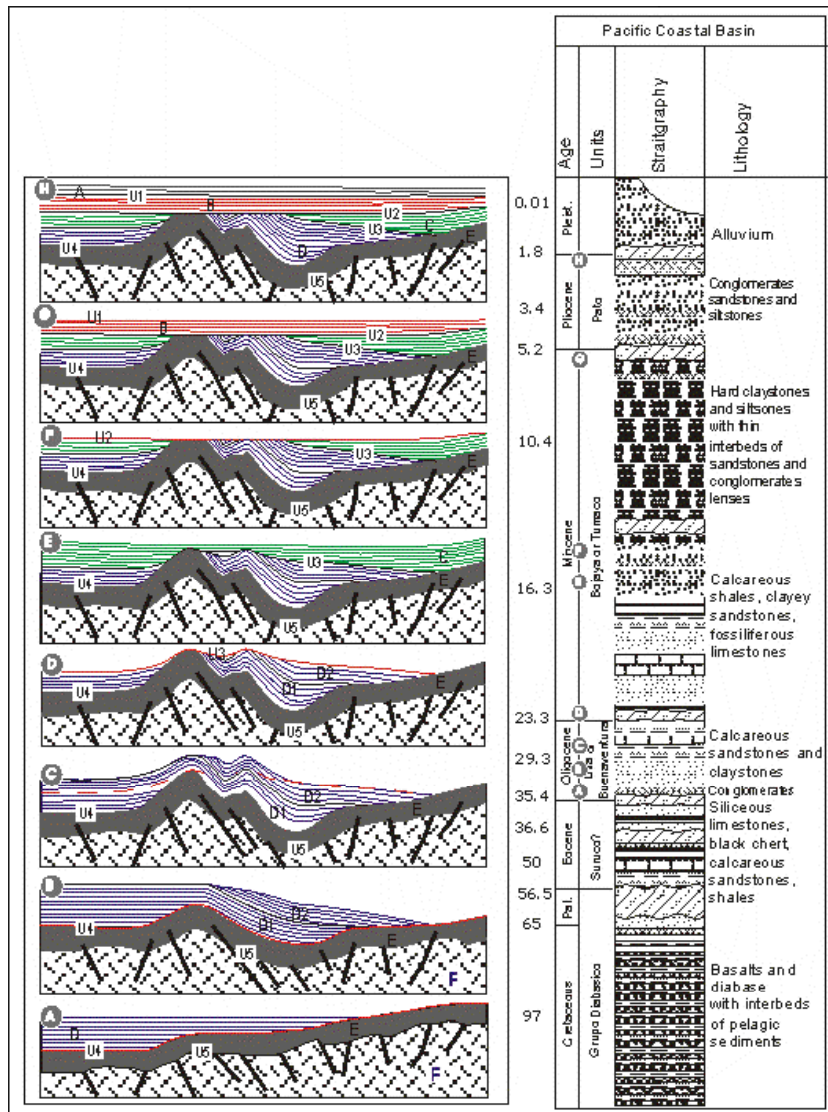 Pacific Coastal Basin
Age
Units
Straitgraphy
Lithology
H
A
U1
B
U2
U3
C
U4
D
E
U5
0.01
1.8
Pleist.
Alluvium
H
U1
B
U2
U3
U4
E
U5
3.4
5.2
Pliocene
Pato
Conglomerates
sandstones and
siltstones
F
U2
U3
U4
E
U5
10.4
Hard claystones
and siltsones
with thin
interbeds of
sandstones and
conglomerates
lenses
E
C
U3
U4
E
U5
16.3
Miocene
Calcareous
shales, clayey
sandstones,
fossiliferous
limestones
D
U3
D2
D1
U4
E
U5
23.3
29.3
35.4
Oligocene
Buenaventura
Calcareous
sandstones and
claystones
Conglomerates
C
D2
D1
U4
E
U5
36.6
50
56.5
Eocene
Suruco?
Siliceous
limestones,
black chert,
calcareous
sandstones,
shales
D2
D1
U4
E
U5
F
65
Pal.
A
D
U4
U5
E
F
97
Cretaceous
Grupo Diabasico
Basalts and
diabase
with interbeds
of pelagic
sediments